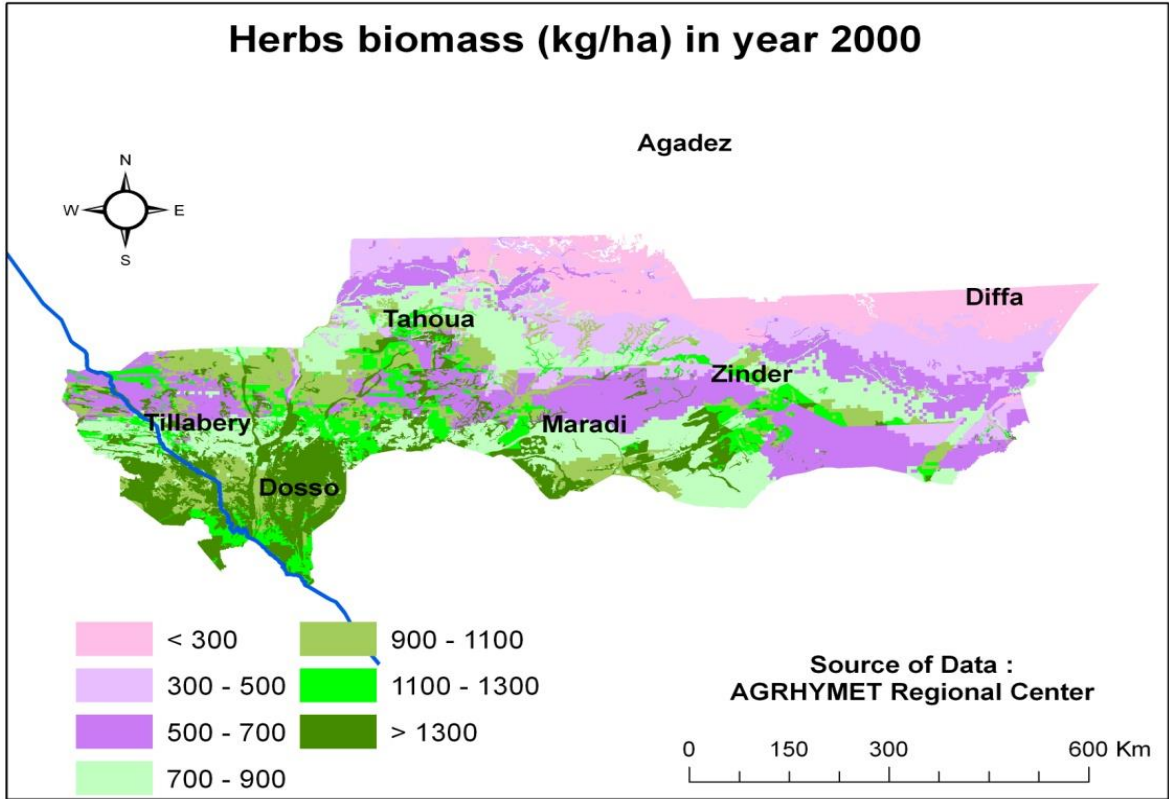 Herbs biomass (kg/ha) in year 2000
Agadez
N
W E
S
Diffa
Tahoua
Zinder
Tillabery
Maradi
Dosso
< 300
300 - 500
500 - 700
700 - 900
900 - 1100
1100 - 1300
> 1300
Source of Data :
AGRHYMET Regional Center
0 150 300 600 Km